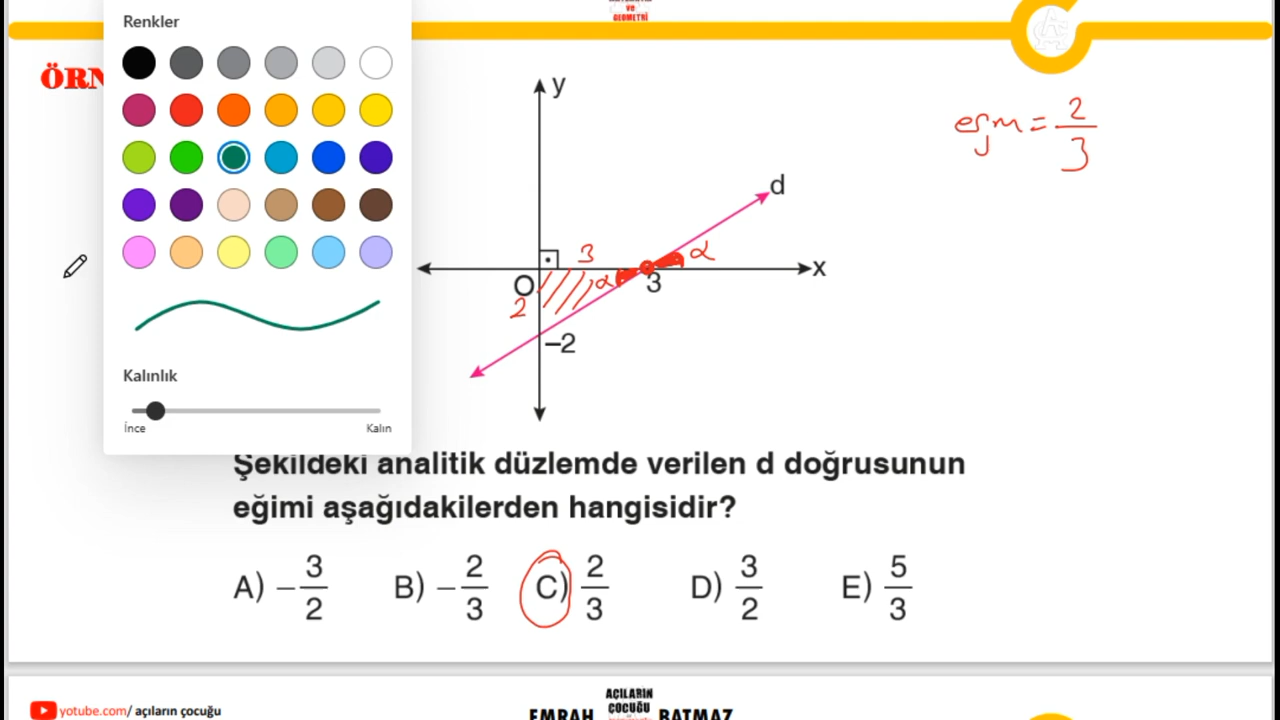 Renkler
ve
GEOMETRİ
ÖRN
y
eğm = 2/3
d
3
α
α
x
O
3
2
–2
Kalınlık
İnce
Kalın
Şekildeki analitik düzlemde verilen d doğrusunun
eğimi aşağıdakilerden hangisidir?
A) –3/2 B) –2/3 C) 2/3 D) 3/2 E) 5/3
yotube.com/ açıların çocuğu
AÇILARIN
ÇOCUĞU
EMRAH BATMAZ